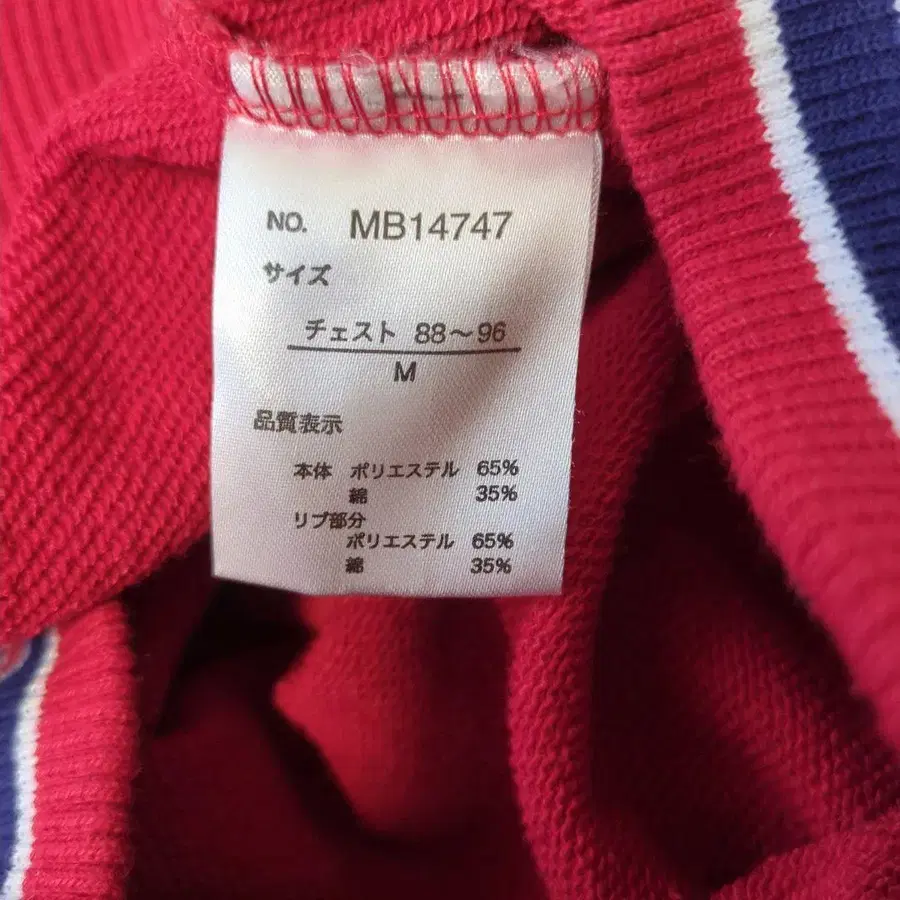 NO. MB14747
サイズ
チェスト 88～96
M
品質表示
本体 ポリエステル 65%
綿 35%
リブ部分
ポリエステル 65%
綿 35%